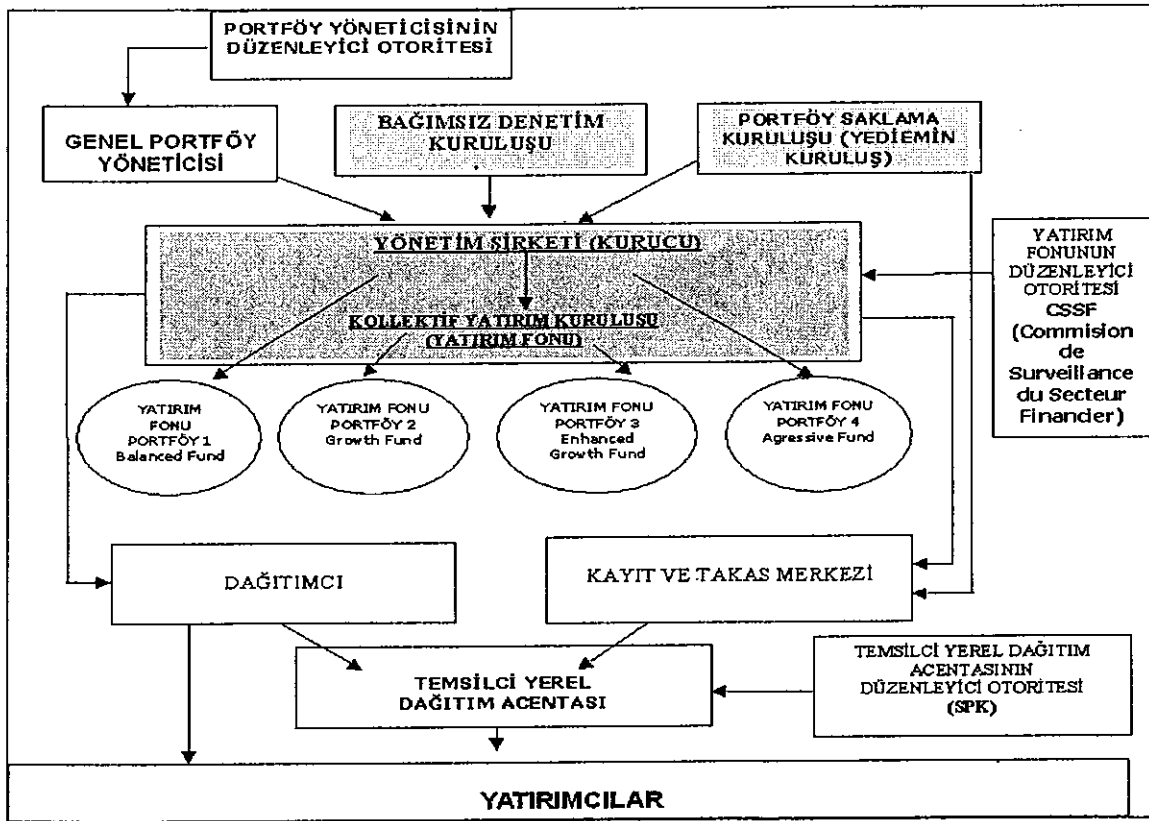 PORTFÖY YÖNETİCİSİNİN
DÜZENLEYİCİ OTORİTESİ
GENEL PORTFÖY
YÖNETİCİSİ
BAĞIMSIZ DENETİM
KURULUŞU
PORTFÖY SAKLAMA
KURULUŞU (YEDİEMİN
KURULUŞ)
YÖNETİM ŞİRKETİ (KURUCU)
KOLLEKTİF YATIRIM KURULUŞU
(YATIRIM FONU)
YATIRIM
FONUNUN
DÜZENLEYİCİ
OTORİTESİ
CSSF
(Commision
de
Surveillance
du Secteur
Financier)
YATIRIM
FONU
PORTFÖY 1
Balanced Fund
YATIRIM FONU
PORTFÖY 2
Growth Fund
YATIRIM FONU
PORTFÖY 3
Enhanced
Growth Fund
YATIRIM FONU
PORTFÖY 4
Agressive Fund
DAĞITIMCI
KAYIT VE TAKAS MERKEZİ
TEMSİLCİ YEREL
DAĞITIM ACENTASI
TEMSİLCİ YEREL DAĞITIM
ACENTASININ
DÜZENLEYİCİ OTORİTESİ
(SPK)
YATIRIMCILAR